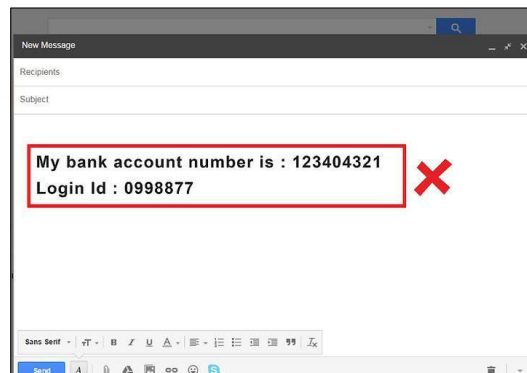 New Message
Recipients
Subject
My bank account number is : 123404321
Login Id : 0998877
Sans Serif
Send